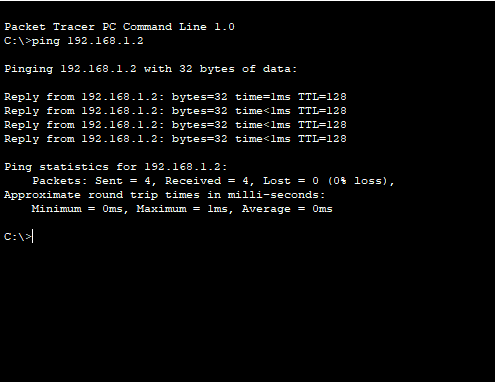 Packet Tracer PC Command Line 1.0
C:\>ping 192.168.1.2
Pinging 192.168.1.2 with 32 bytes of data:
Reply from 192.168.1.2: bytes=32 time=1ms TTL=128
Reply from 192.168.1.2: bytes=32 time<1ms TTL=128
Reply from 192.168.1.2: bytes=32 time<1ms TTL=128
Reply from 192.168.1.2: bytes=32 time<1ms TTL=128
Ping statistics for 192.168.1.2:
    Packets: Sent = 4, Received = 4, Lost = 0 (0% loss),
Approximate round trip times in milli-seconds:
    Minimum = 0ms, Maximum = 1ms, Average = 0ms
C:\>